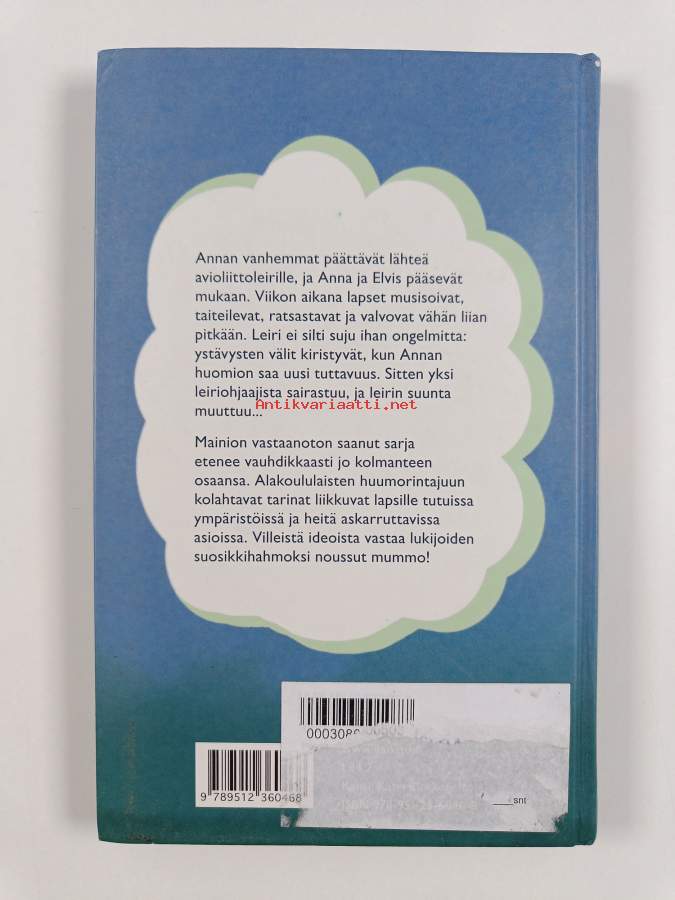 Annan vanhemmat päättävät lähteä
avioliittoleirille, ja Anna ja Elvis pääsevät
mukaan. Viikon aikana lapset musisoivat,
taiteilevat, ratsastavat ja valvovat vähän liian
pitkään. Leiri ei silti suju ihan ongelmitta:
ystävysten välit kiristyvät, kun Annan
huomion saa uusi tuttavuus. Sitten yksi
leiriohjaajista sairastuu, ja leirin suunta
muuttuu...
Antikvariaatti.net
Mainion vastaanoton saanut sarja
etenee vauhdikkaasti jo kolmanteen
osaansa. Alakoululaisten huumorintajuun
kolahtavat tarinat liikkuvat lapsille tutuissa
ympäristöissä ja heitä askarruttavissa
asioissa. Villeistä ideoista vastaa lukijoiden
suosikkihahmoksi noussut mummo!
9 789512 360468
snt